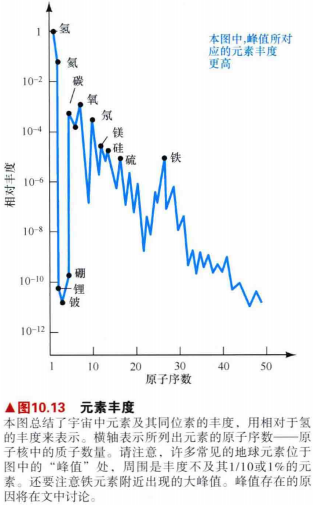 氢
氦
碳
氧
氖
镁
硅
硫
铁
硼
锂
铍
本图中,峰值所对
应的元素丰度
更高
相对丰度
1
10⁻²
10⁻⁴
10⁻⁶
10⁻⁸
10⁻¹⁰
10⁻¹²
1 10 20 30 40 50
原子序数
▲图10.13 元素丰度
本图总结了宇宙中元素及其同位素的丰度，用相对于氢
的丰度来表示。横轴表示所列出元素的原子序数——原
子核中的质子数量。请注意，许多常见的地球元素位于
图中的“峰值”处，周围是丰度不及其1/10或1%的元
素。还要注意铁元素附近出现的大峰值。峰值存在的原
因将在文中讨论。